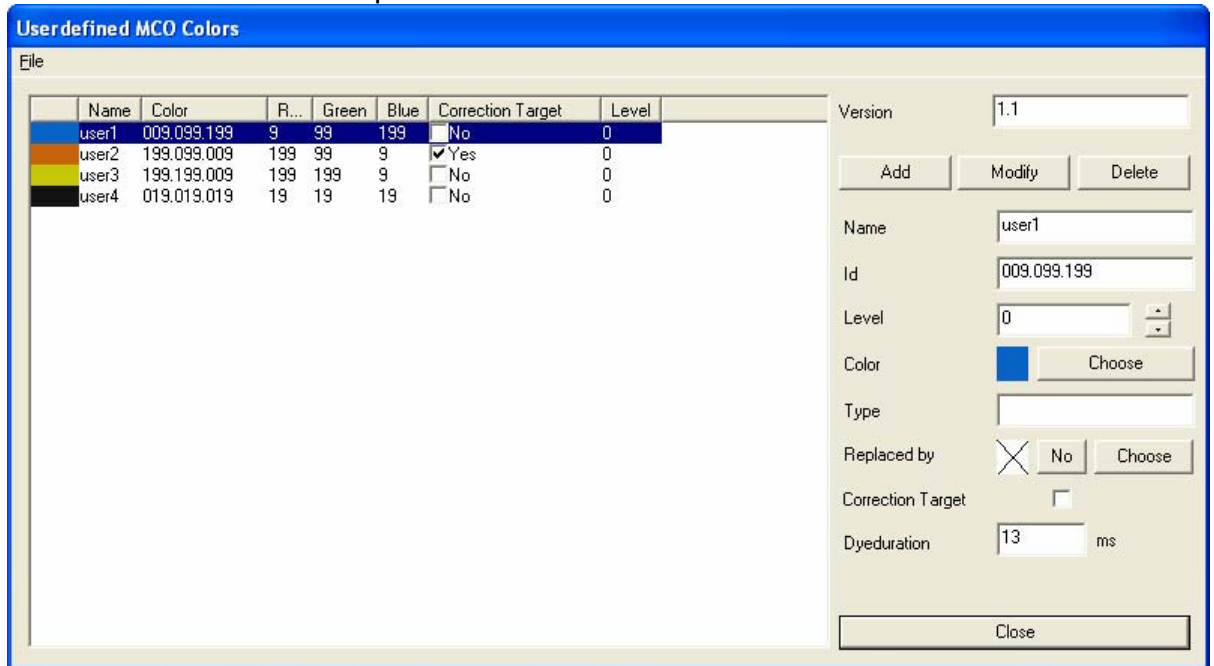 Userdefined MCO Colors
File
Name Color R... Green Blue Correction Target Level
user1 009.099.199 9 99 199 No 0
user2 199.099.009 199 99 9 Yes 0
user3 199.199.009 199 199 9 No 0
user4 019.019.019 19 19 19 No 0
Version 1.1
Add Modify Delete
Name user1
Id 009.099.199
Level 0
Color Choose
Type
Replaced by No Choose
Correction Target
Dyeduration 13 ms
Close